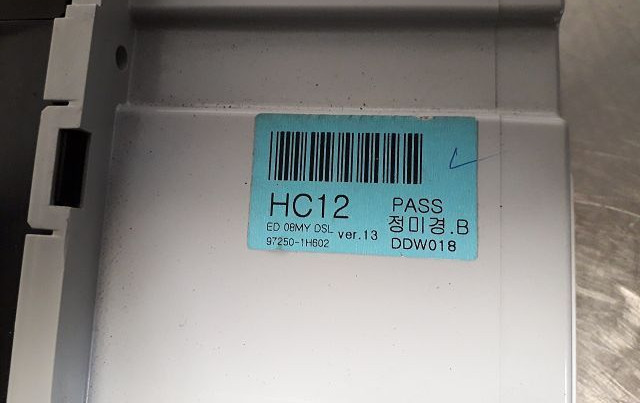 HC12 PASS
정미경.B
ED 08MY DSL ver.13
97250-1H602 DDW018